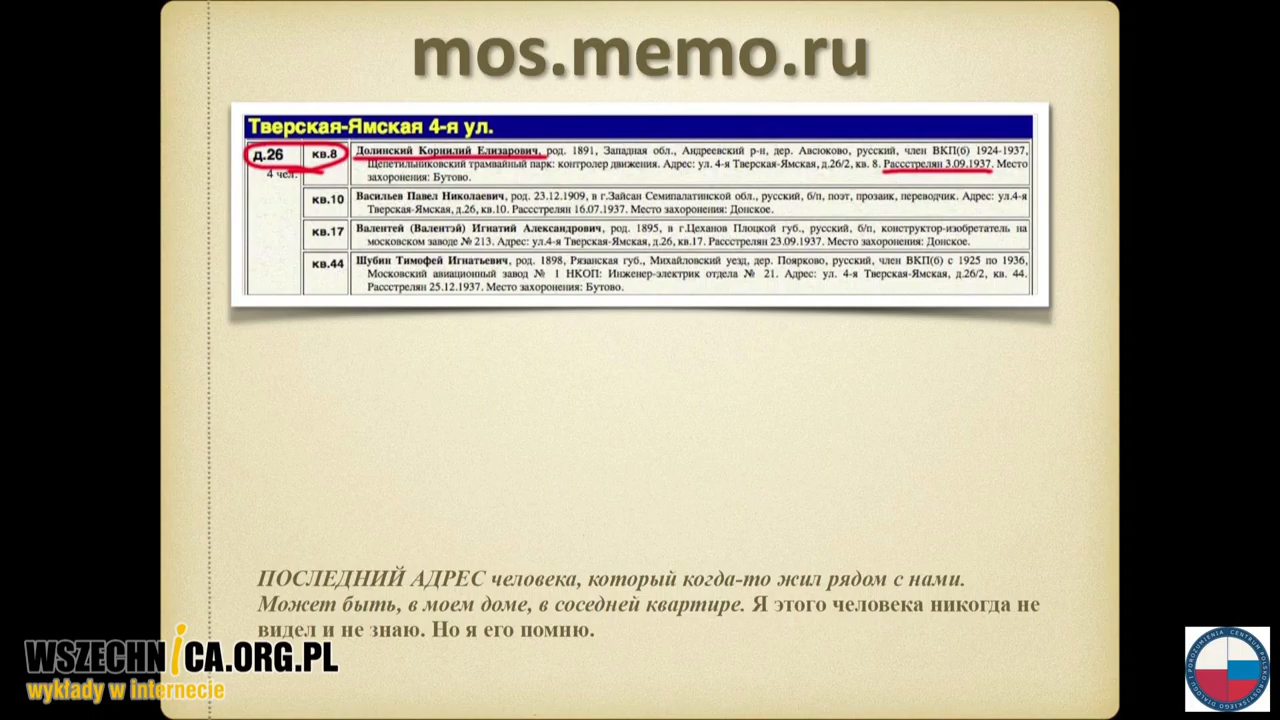 mos.memo.ru
Тверская-Ямская 4-я ул.
д.26
4 чел.
кв.8
Долинский Корнилий Елизарович, род. 1891, Западная обл., Андреевский р-н, дер. Авсюково, русский, член ВКП(б) 1924-1937,
Щепетильниковский трамвайный парк: контролер движения. Адрес: ул. 4-я Тверская-Ямская, д.26/2, кв. 8. Расстрелян 3.09.1937. Место
захоронения: Бутово.
кв.10
Васильев Павел Николаевич, род. 23.12.1909, в г.Зайсан Семипалатинской обл., русский, б/п, поэт, прозаик, переводчик. Адрес: ул.4-я
Тверская-Ямская, д.26, кв.10. Расстрелян 16.07.1937. Место захоронения: Донское.
кв.17
Валентей (Валентэй) Игнатий Александрович, род. 1895, в г.Цеханов Плоцкой губ., русский, б/п, конструктор-изобретатель на
московском заводе № 213. Адрес: ул.4-я Тверская-Ямская, д.26, кв.17. Расстрелян 23.09.1937. Место захоронения: Донское.
кв.44
Шубин Тимофей Игнатьевич, род. 1898, Рязанская губ., Михайловский уезд, дер. Поярково, русский, член ВКП(б) с 1925 по 1936,
Московский авиационный завод № 1 НКОП: Инженер-электрик отдела № 21. Адрес: ул. 4-я Тверская-Ямская, д.26/2, кв. 44.
Расстрелян 25.12.1937. Место захоронения: Бутово.
ПОСЛЕДНИЙ АДРЕС человека, который когда-то жил рядом с нами.
Может быть, в моем доме, в соседней квартире. Я этого человека никогда не
видел и не знаю. Но я его помню.
WSZECHNiCA.ORG.PL
wykłady w internecie
CENTRUM POLSKO-ROSYJSKIEGO DIALOGU I POROZUMIENIA